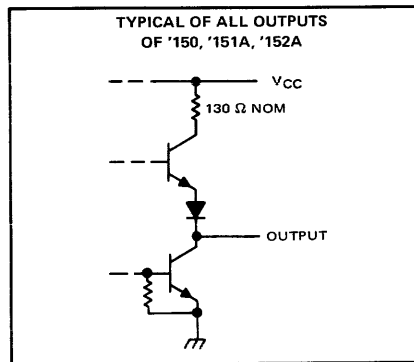 TYPICAL OF ALL OUTPUTS
OF '150, '151A, '152A
VCC
130 Ω NOM
OUTPUT